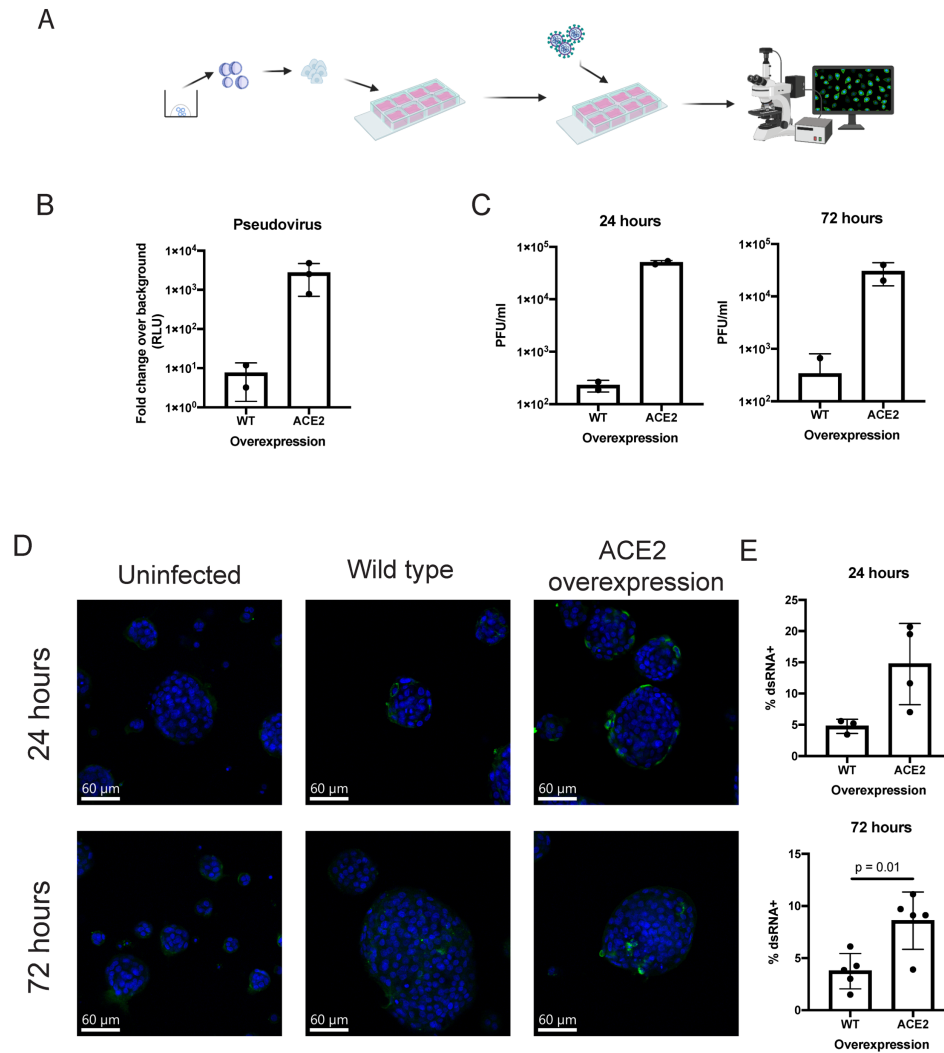 A
B
Pseudovirus
Fold change over background
(RLU)
1×10⁴
1×10³
1×10²
1×10¹
1×10⁰
WT
ACE2
Overexpression
C
24 hours
PFU/ml
1×10⁵
1×10⁴
1×10³
1×10²
WT
ACE2
Overexpression
72 hours
PFU/ml
1×10⁵
1×10⁴
1×10³
1×10²
WT
ACE2
Overexpression
D
Uninfected
Wild type
ACE2
overexpression
24 hours
60 μm
60 μm
60 μm
72 hours
60 μm
60 μm
60 μm
E
24 hours
% dsRNA+
25
20
15
10
5
0
WT
ACE2
Overexpression
72 hours
% dsRNA+
15
10
5
0
p = 0.01
WT
ACE2
Overexpression